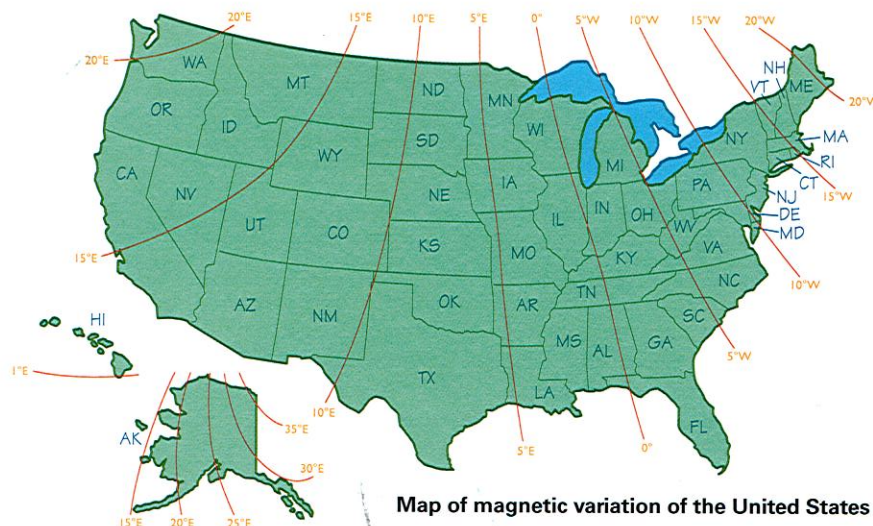 20°E
15°E
10°E
5°E
0°
5°W
10°W
15°W
20°W
20°E
WA
MT
ND
MN
NH
VT
ME
OR
ID
WY
SD
WI
MI
NY
MA
RI
CT
15°W
CA
NV
UT
CO
NE
IA
IL
IN
OH
PA
NJ
DE
MD
WV
VA
KS
MO
KY
15°E
10°W
AZ
NM
OK
AR
TN
NC
SC
HI
MS
AL
GA
5°W
1°E
TX
LA
FL
10°E
AK
35°E
30°E
5°E
0°
15°E
20°E
25°E
Map of magnetic variation of the United States